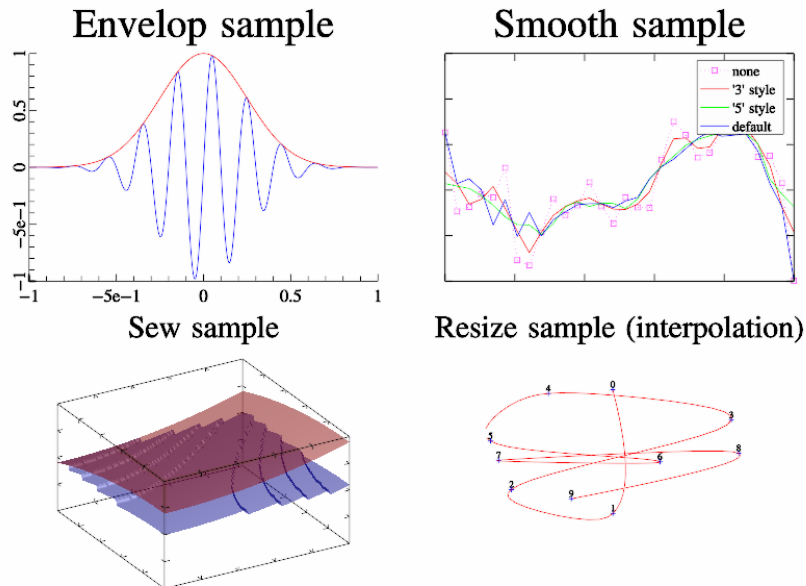 Envelop sample
1
0.5
0
−5e−1
−1
−1 −5e−1 0 0.5 1
Smooth sample
none
'3' style
'5' style
default
Sew sample
Resize sample (interpolation)
4 0
3
5
7 6 8
2 9
1